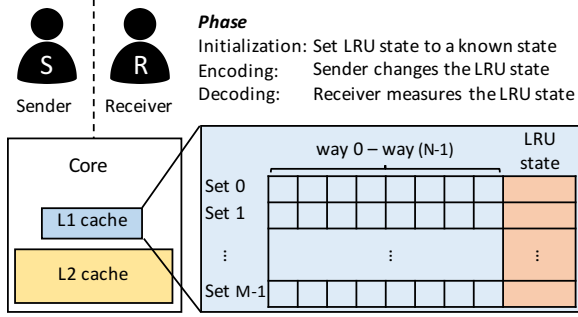 Phase
Initialization: Set LRU state to a known state
Encoding: Sender changes the LRU state
Decoding: Receiver measures the LRU state
S
R
Sender
Receiver
Core
L1 cache
L2 cache
way 0 – way (N-1)
LRU
state
Set 0
Set 1
⋮
⋮
⋮
Set M-1